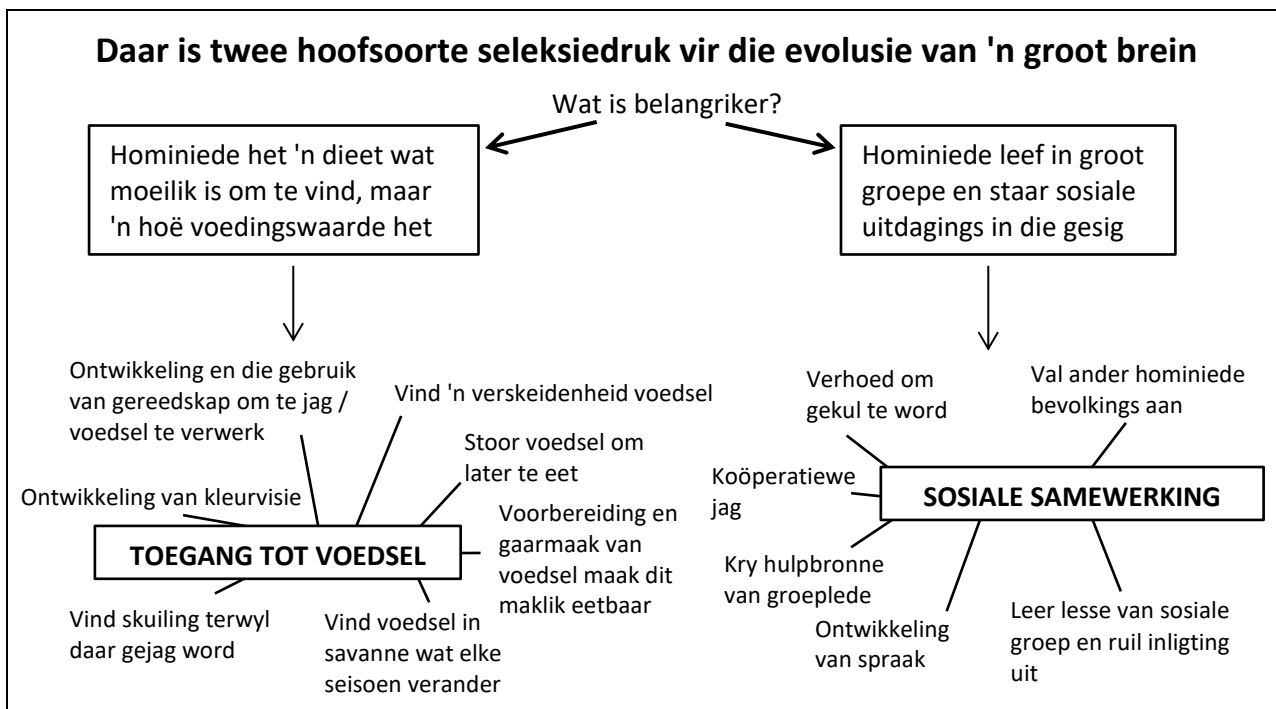 Daar is twee hoofsoorte seleksiedruk vir die evolusie van 'n groot brein
Wat is belangriker?
Hominiede het 'n dieet wat
moeilik is om te vind, maar
'n hoë voedingswaarde het
Hominiede leef in groot
groepe en staar sosiale
uitdagings in die gesig
Ontwikkeling en die gebruik
van gereedskap om te jag /
voedsel te verwerk
Vind 'n verskeidenheid voedsel
Stoor voedsel om
later te eet
Ontwikkeling van kleurvisie
TOEGANG TOT VOEDSEL
Voorbereiding en
gaarmaak van
voedsel maak dit
maklik eetbaar
Vind skuiling terwyl
daar gejag word
Vind voedsel in
savanne wat elke
seisoen verander
Verhoed om
gekul te word
Val ander hominiede
bevolkings aan
Koöperatiewe
jag
SOSIALE SAMEWERKING
Kry hulpbronne
van groeplede
Ontwikkeling
van spraak
Leer lesse van sosiale
groep en ruil inligting
uit